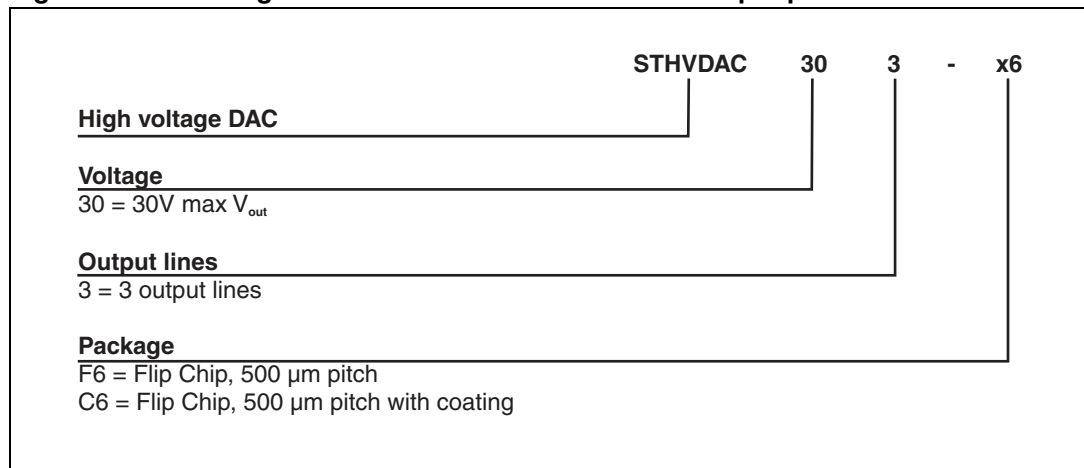 STHVDAC 30 3 - x6
High voltage DAC
Voltage
30 = 30V max Vout
Output lines
3 = 3 output lines
Package
F6 = Flip Chip, 500 µm pitch
C6 = Flip Chip, 500 µm pitch with coating